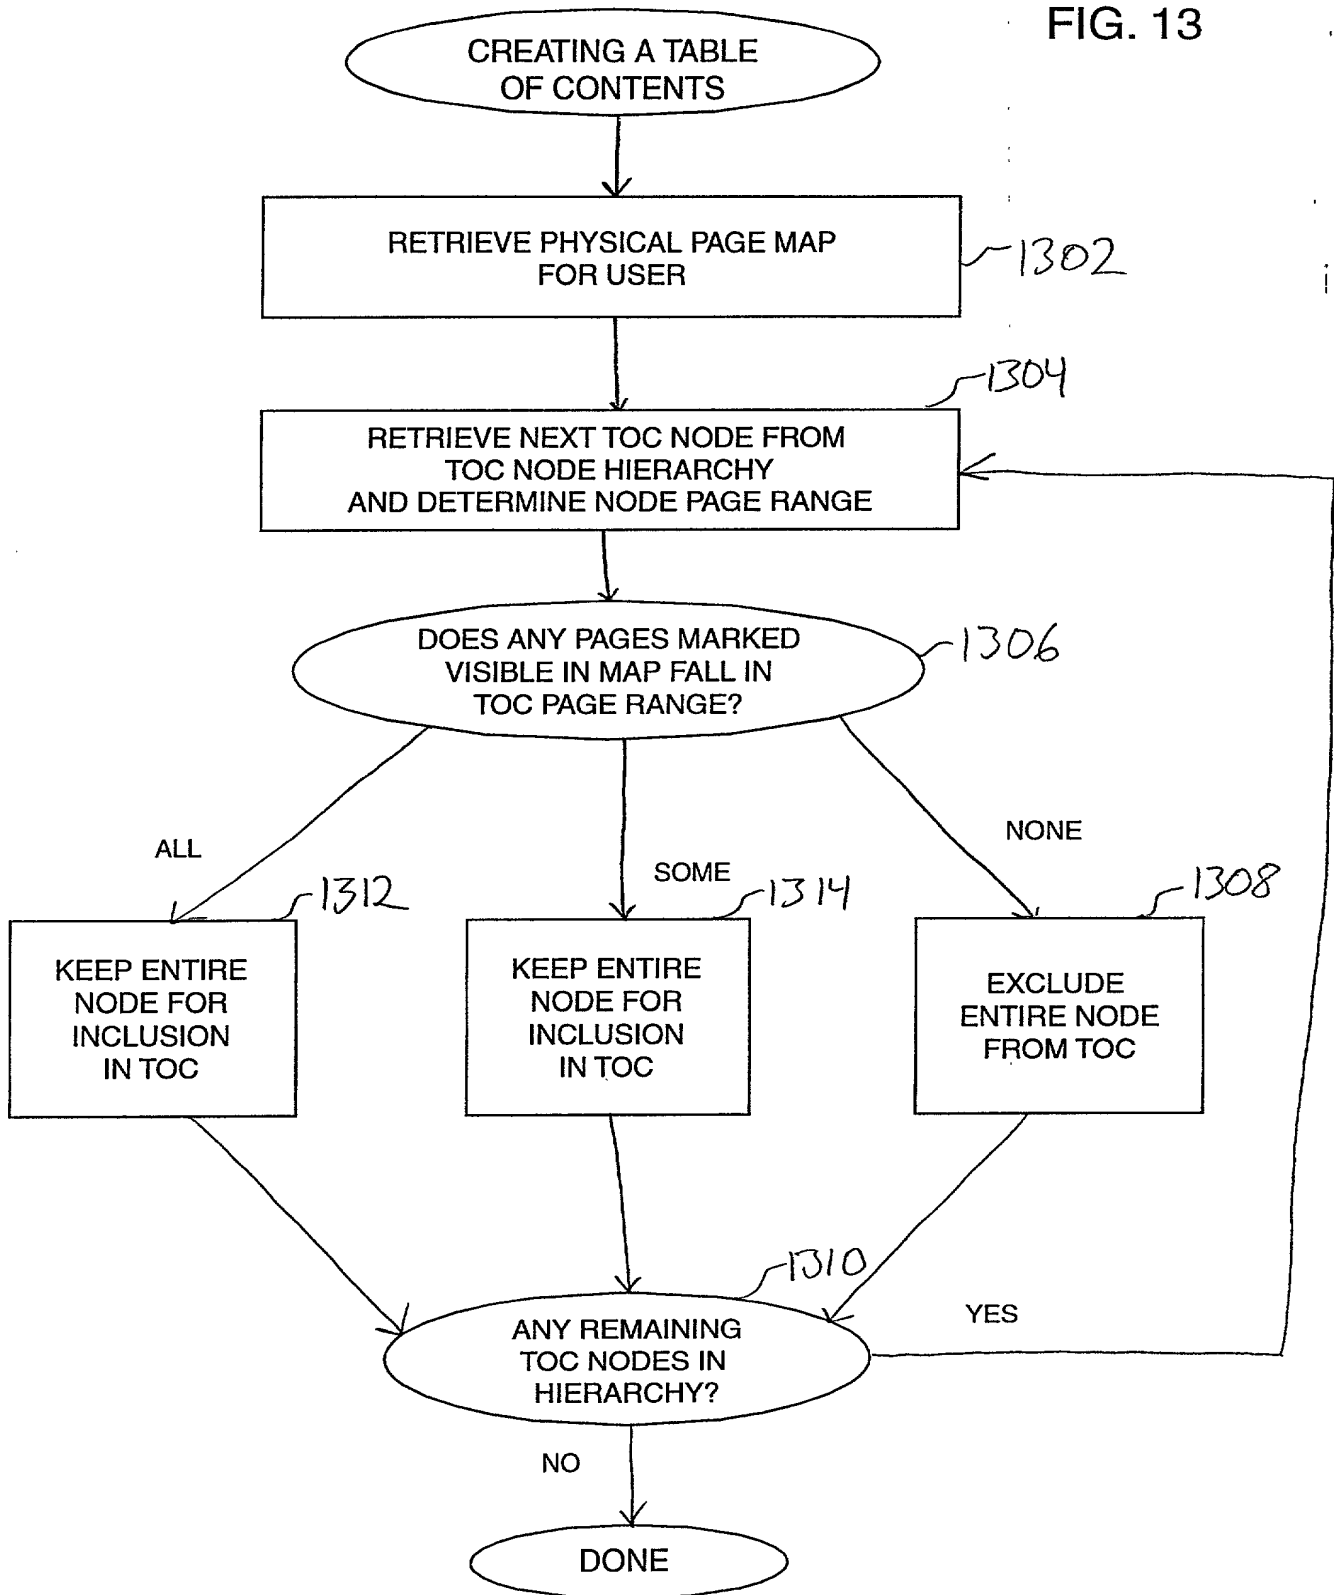 FIG. 13
CREATING A TABLE
OF CONTENTS
RETRIEVE PHYSICAL PAGE MAP
FOR USER
1302
1304
RETRIEVE NEXT TOC NODE FROM
TOC NODE HIERARCHY
AND DETERMINE NODE PAGE RANGE
DOES ANY PAGES MARKED
VISIBLE IN MAP FALL IN
TOC PAGE RANGE?
1306
ALL
SOME
NONE
1312
KEEP ENTIRE
NODE FOR
INCLUSION
IN TOC
1314
KEEP ENTIRE
NODE FOR
INCLUSION
IN TOC
1308
EXCLUDE
ENTIRE NODE
FROM TOC
1310
ANY REMAINING
TOC NODES IN
HIERARCHY?
YES
NO
DONE